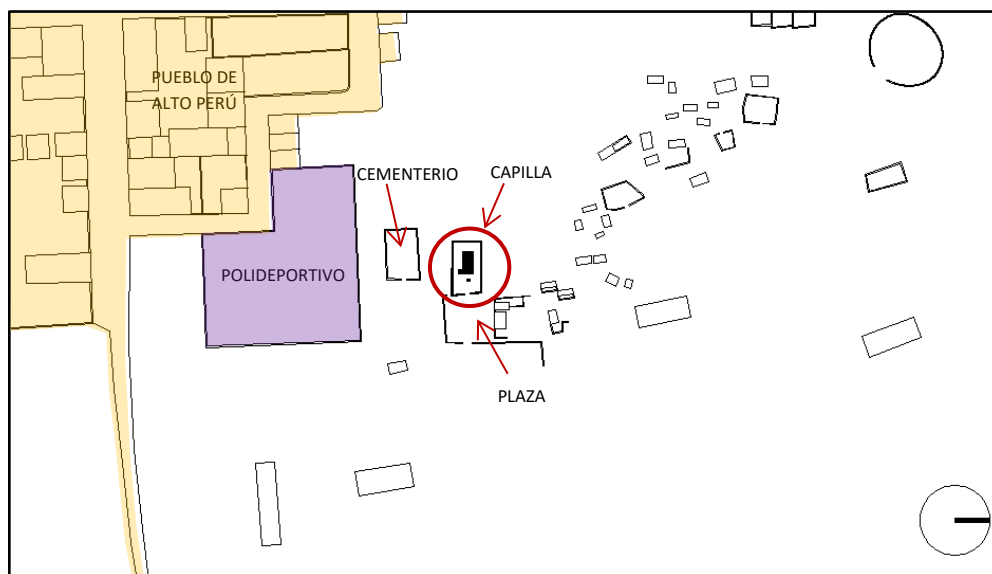 PUEBLO DE
ALTO PERÚ
CEMENTERIO
CAPILLA
POLIDEPORTIVO
PLAZA